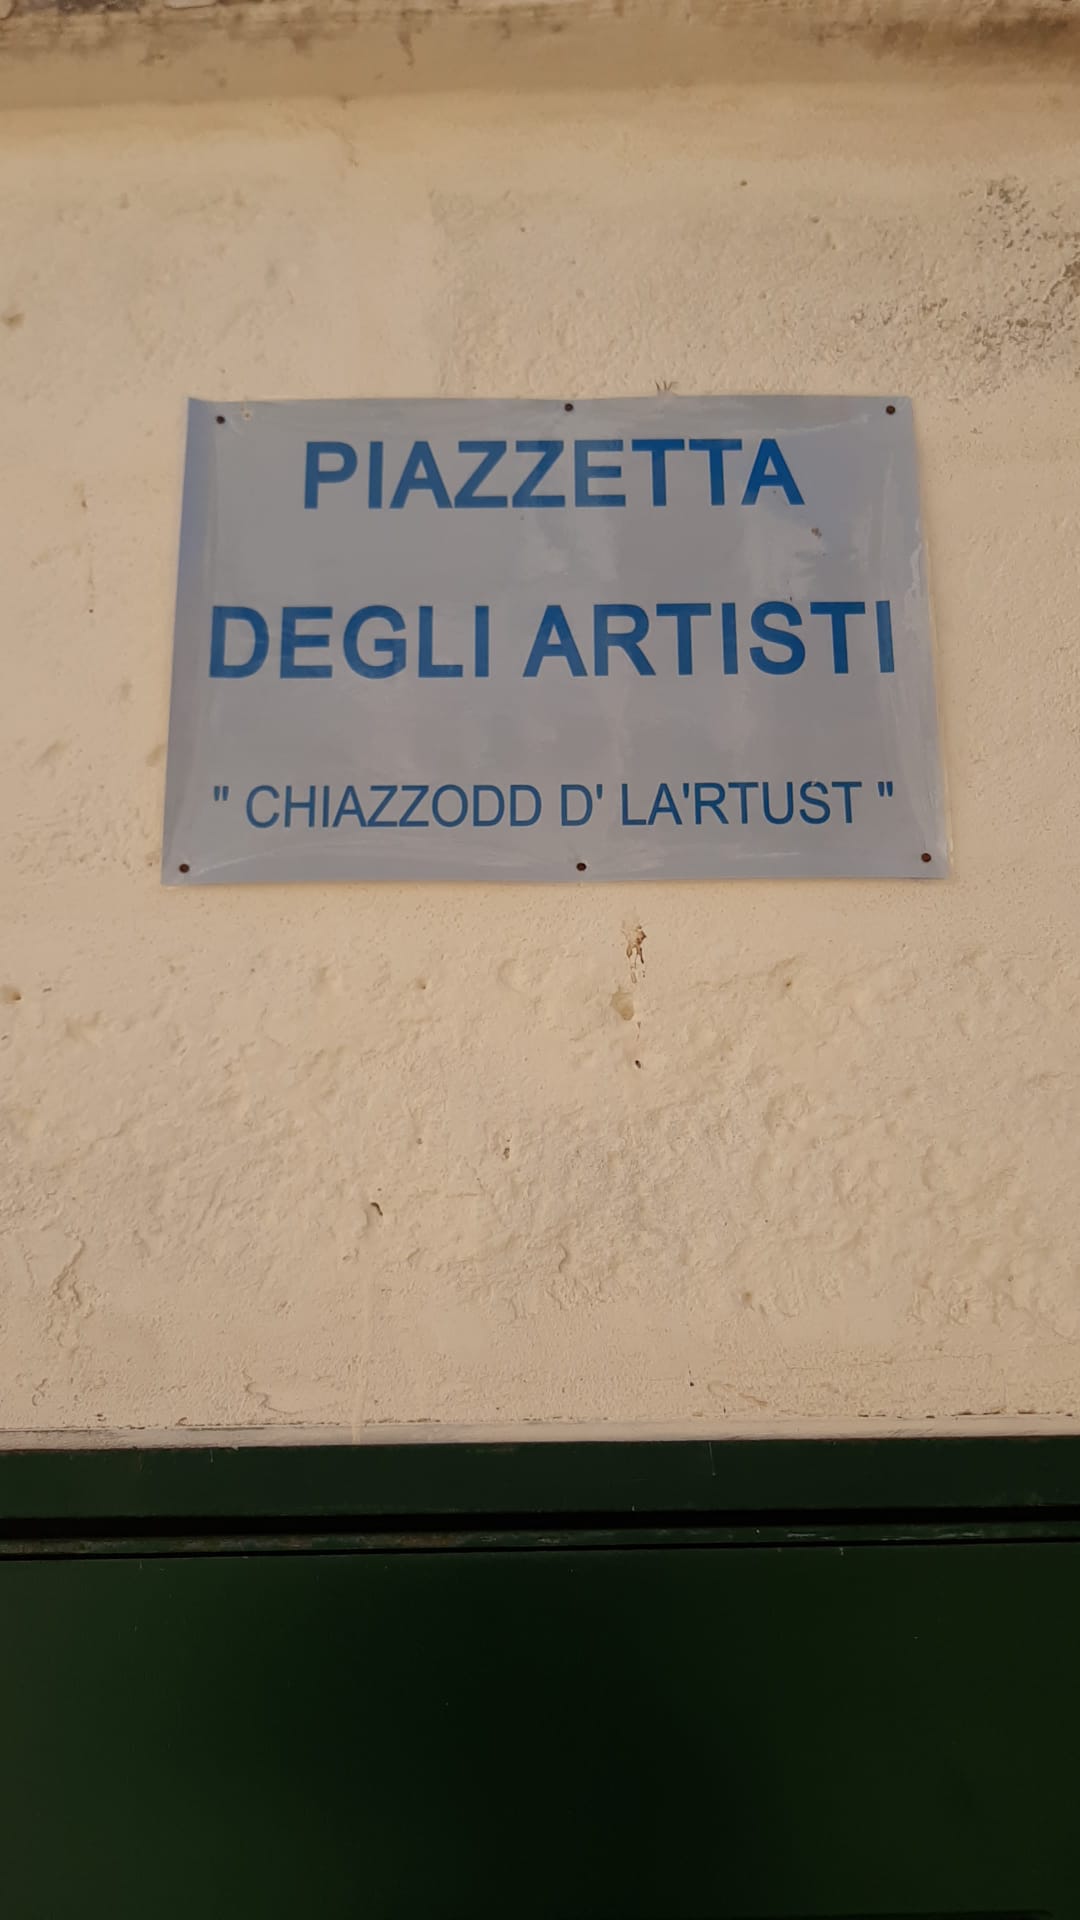 PIAZZETTA
DEGLI ARTISTI
" CHIAZZODD D' LA'RTUST "